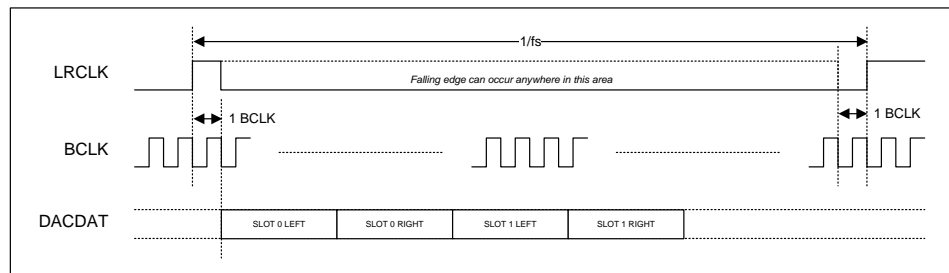 1/fs
LRCLK
Falling edge can occur anywhere in this area
1 BCLK
1 BCLK
BCLK
DACDAT
SLOT 0 LEFT
SLOT 0 RIGHT
SLOT 1 LEFT
SLOT 1 RIGHT